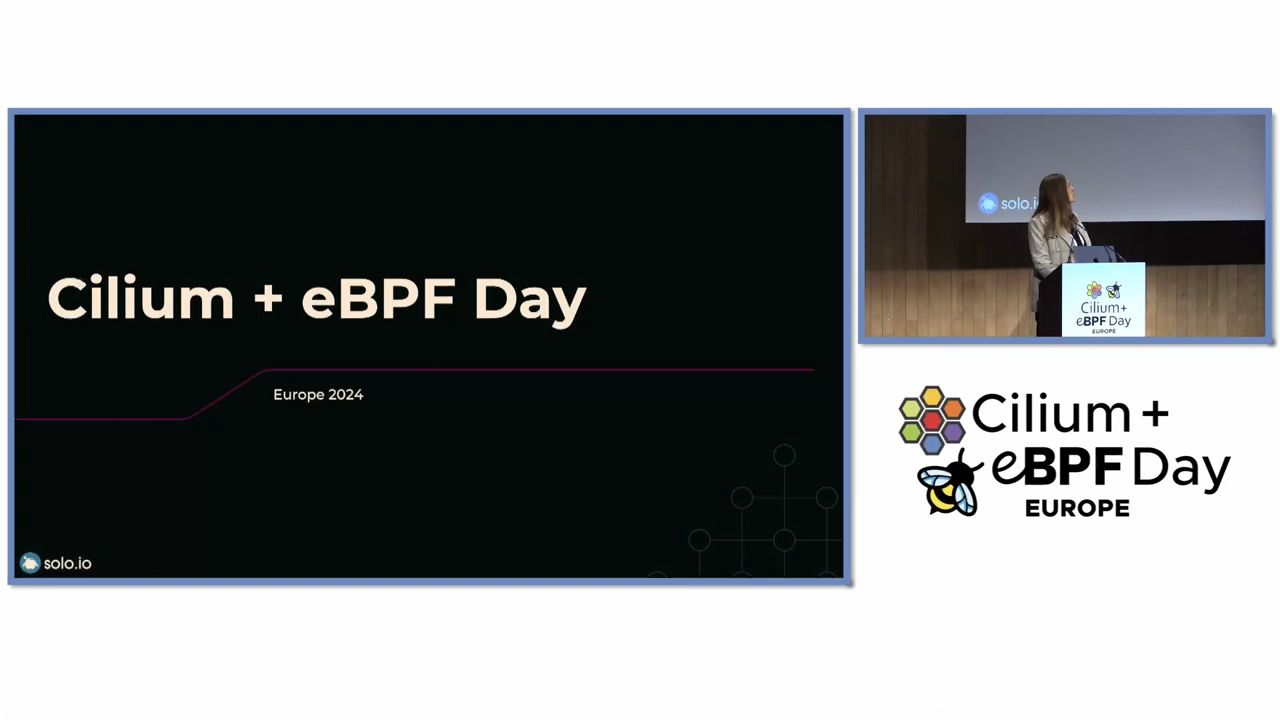 Cilium + eBPF Day
Europe 2024
solo.io
solo.i
Cilium+
eBPF Day
EUROPE
Cilium +
eBPF Day
EUROPE